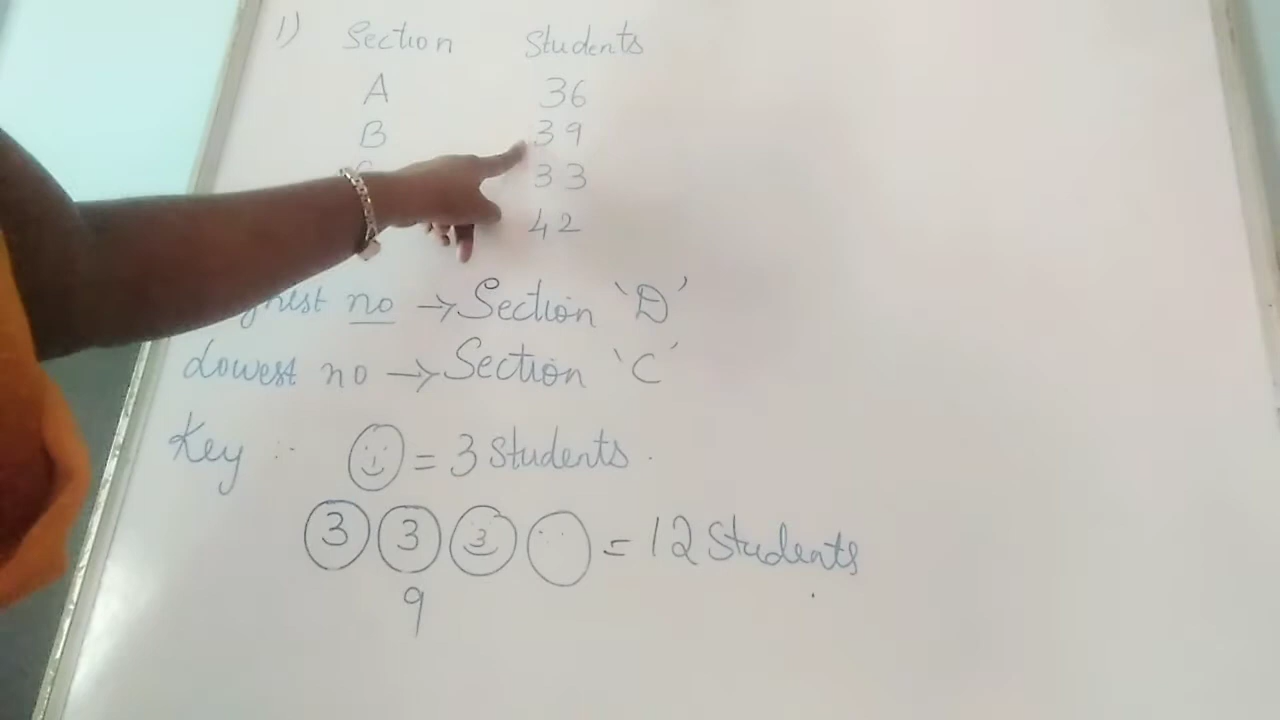 1) Section Students
A 36
B 39
33
42
no → Section 'D'
Lowest no → Section 'C'
Key :- = 3 Students.
3 3 3 = 12 Students
9